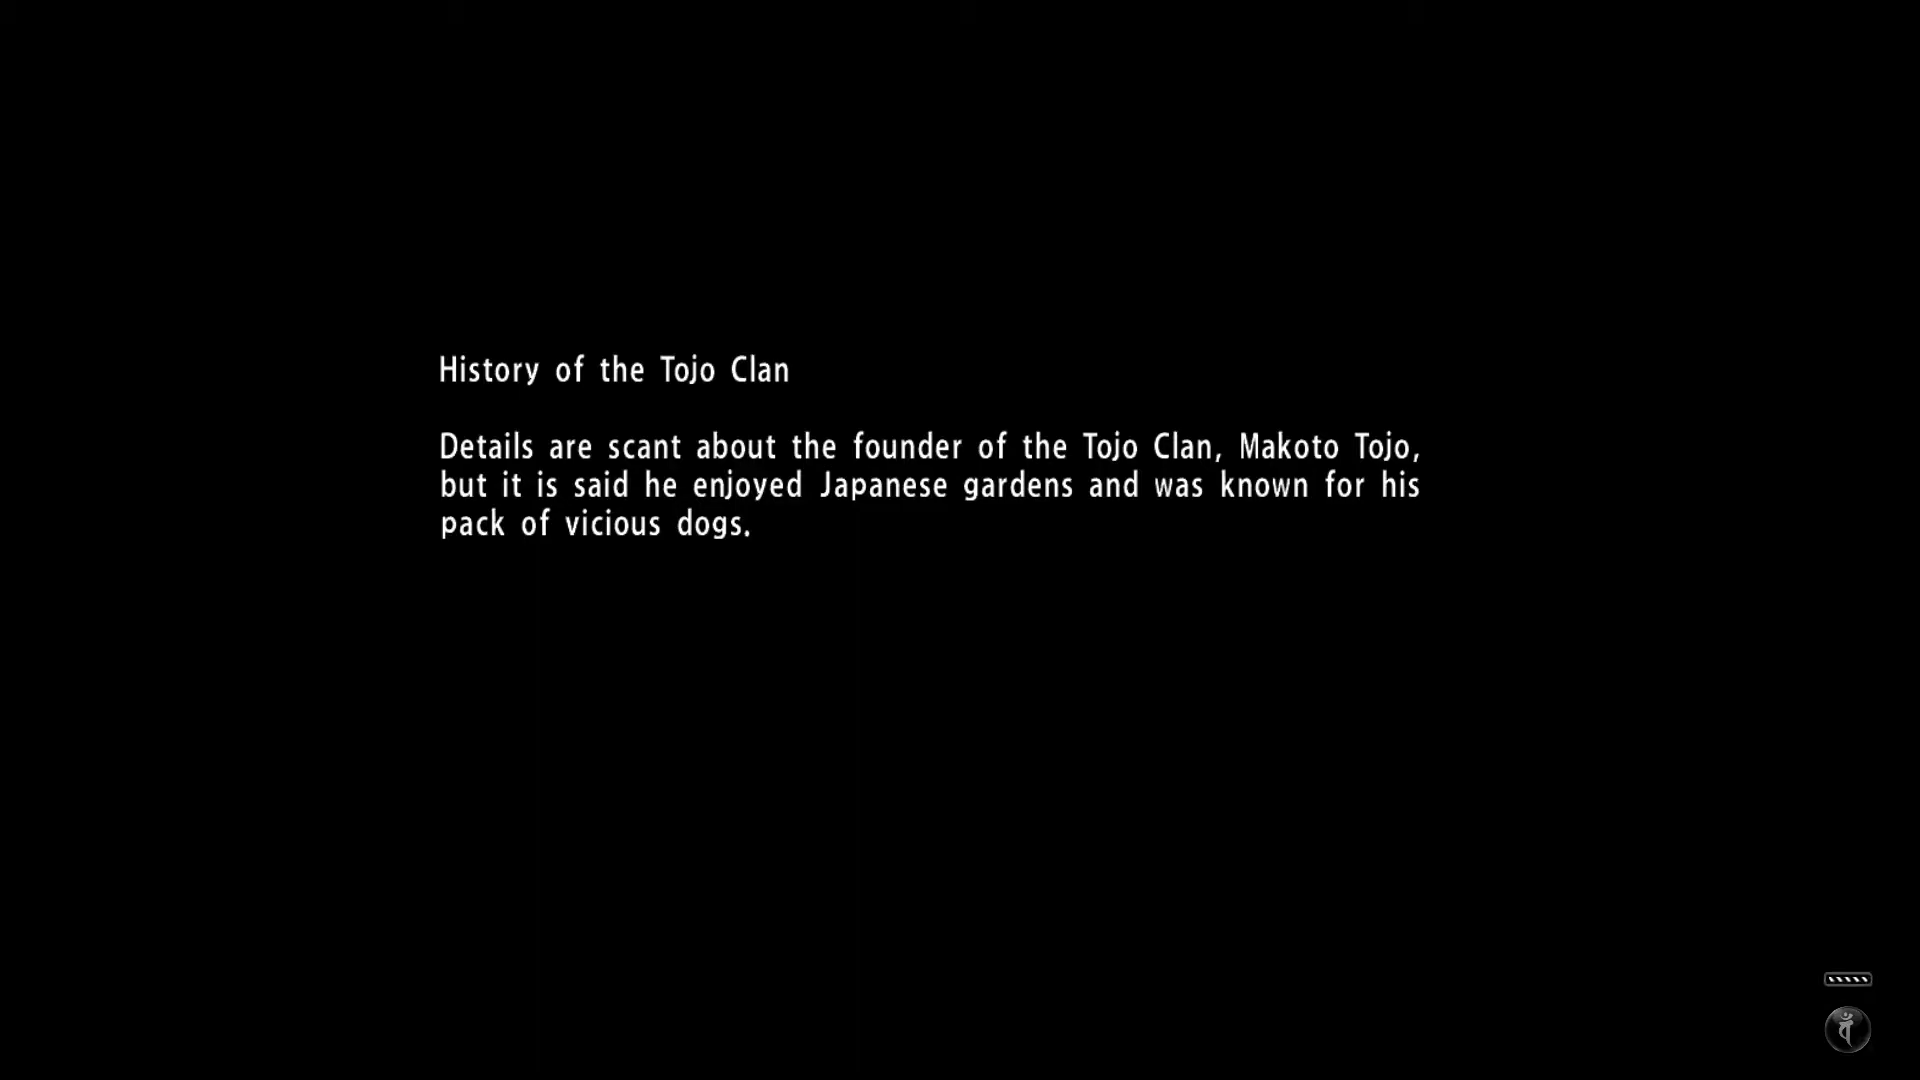 History of the Tojo Clan
Details are scant about the founder of the Tojo Clan, Makoto Tojo,
but it is said he enjoyed Japanese gardens and was known for his
pack of vicious dogs.